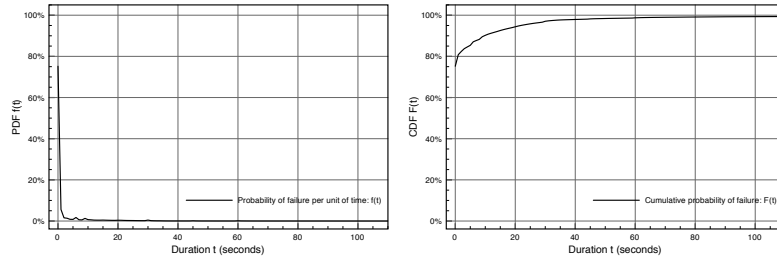 100%
80%
60%
40%
20%
0%
PDF f(t)
Probability of failure per unit of time: f(t)
0 20 40 60 80 100
Duration t (seconds)
100%
80%
60%
40%
20%
0%
CDF F(t)
Cumulative probability of failure: F(t)
0 20 40 60 80 100
Duration t (seconds)